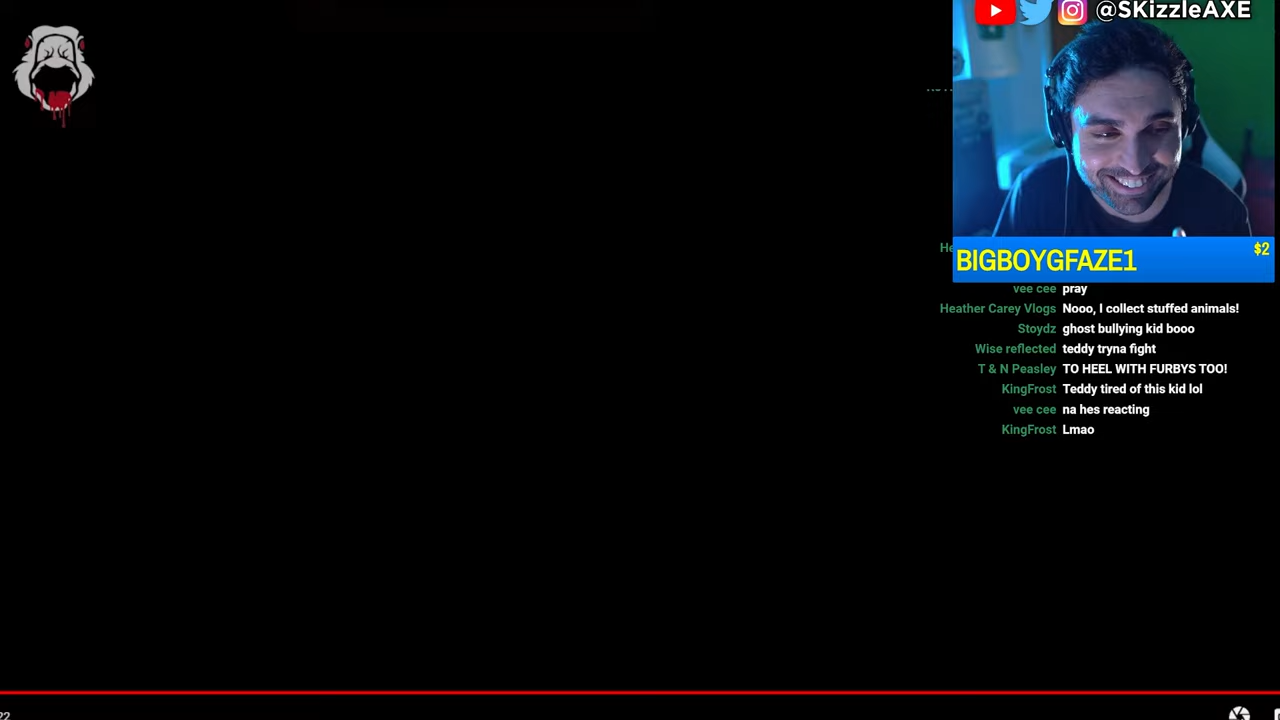 @SKizzleAXE
He
BIGBOYGFAZE1 $2
vee cee pray
Heather Carey Vlogs Nooo, I collect stuffed animals!
Stoydz ghost bullying kid booo
Wise reflected teddy tryna fight
T & N Peasley TO HEEL WITH FURBYS TOO!
KingFrost Teddy tired of this kid lol
vee cee na hes reacting
KingFrost Lmao
22